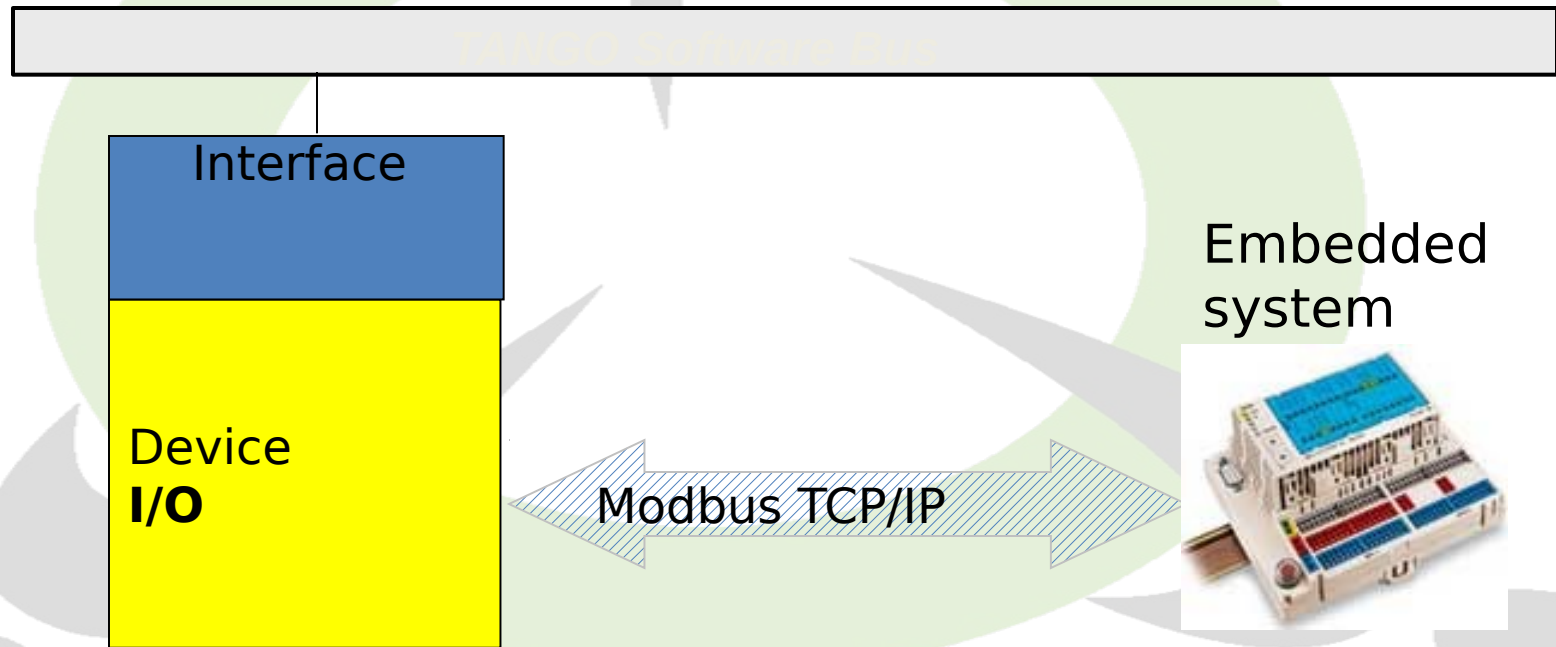 TANGO Software Bus
Interface
Embedded
system
Device
I/O
Modbus TCP/IP